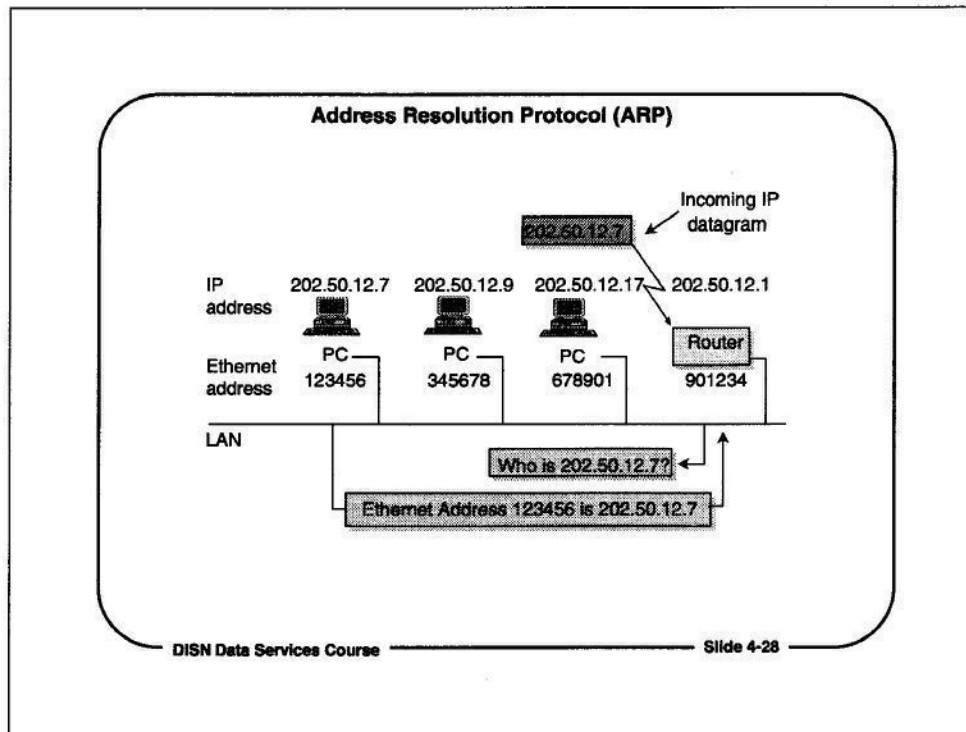 Address Resolution Protocol (ARP)
Incoming IP
datagram
202.50.12.7
IP
address
202.50.12.7
202.50.12.9
202.50.12.17
202.50.12.1
Router
Ethernet
address
PC
123456
PC
345678
PC
678901
901234
LAN
Who is 202.50.12.7?
Ethernet Address 123456 is 202.50.12.7
DISN Data Services Course
Slide 4-28